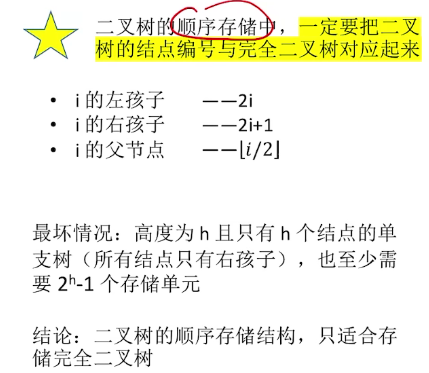 二叉树的顺序存储中，一定要把二叉
树的结点编号与完全二叉树对应起来
• i 的左孩子 ——2i
• i 的右孩子 ——2i+1
• i 的父节点 ——⌊i/2⌋
最坏情况：高度为 h 且只有 h 个结点的单
支树（所有结点只有右孩子），也至少需
要 2ʰ-1 个存储单元
结论：二叉树的顺序存储结构，只适合存
储完全二叉树